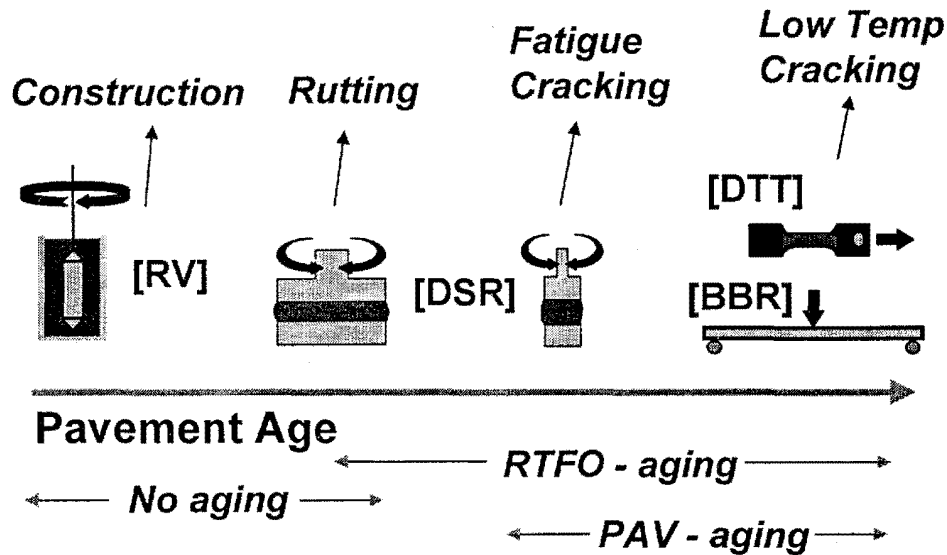 Construction
Rutting
Fatigue
Cracking
Low Temp
Cracking
[RV]
[DSR]
[DTT]
[BBR]
Pavement Age
RTFO - aging
No aging
PAV - aging